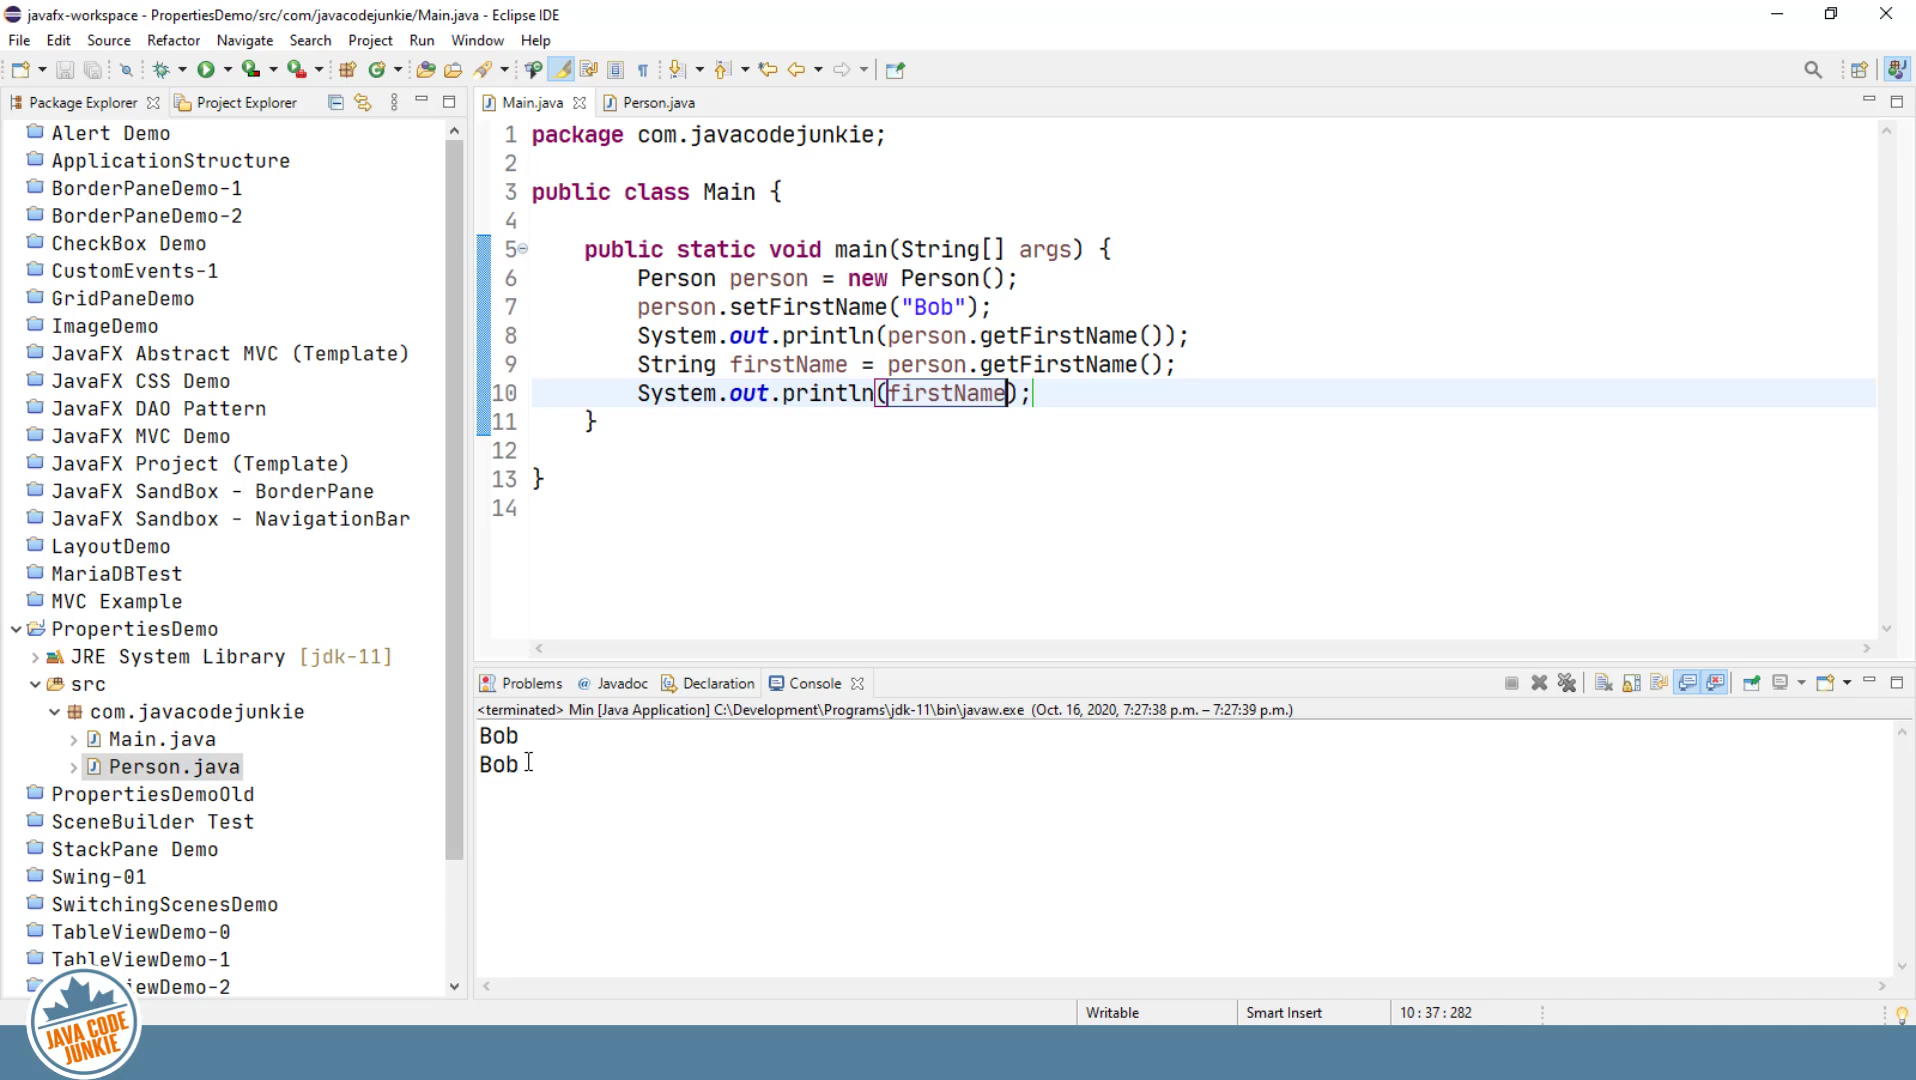 javafx-workspace - PropertiesDemo/src/com/javacodejunkie/Main.java - Eclipse IDE
File Edit Source Refactor Navigate Search Project Run Window Help
Package Explorer Project Explorer
Alert Demo
ApplicationStructure
BorderPaneDemo-1
BorderPaneDemo-2
CheckBox Demo
CustomEvents-1
GridPaneDemo
ImageDemo
JavaFX Abstract MVC (Template)
JavaFX CSS Demo
JavaFX DAO Pattern
JavaFX MVC Demo
JavaFX Project (Template)
JavaFX SandBox - BorderPane
JavaFX Sandbox - NavigationBar
LayoutDemo
MariaDBTest
MVC Example
PropertiesDemo
JRE System Library [jdk-11]
src
com.javacodejunkie
Main.java
Person.java
PropertiesDemoOld
SceneBuilder Test
StackPane Demo
Swing-01
SwitchingScenesDemo
TableViewDemo-0
TableViewDemo-1
iewDemo-2
JAVA CODE
JUNKIE
Main.java Person.java
1 package com.javacodejunkie;
2
3 public class Main {
4
5 public static void main(String[] args) {
6 Person person = new Person();
7 person.setFirstName("Bob");
8 System.out.println(person.getFirstName());
9 String firstName = person.getFirstName();
10 System.out.println(firstName);
11 }
12
13 }
14
Problems @ Javadoc Declaration Console
<terminated> Min [Java Application] C:\Development\Programs\jdk-11\bin\javaw.exe (Oct. 16, 2020, 7:27:38 p.m. – 7:27:39 p.m.)
Bob
Bob
Writable Smart Insert 10 : 37 : 282